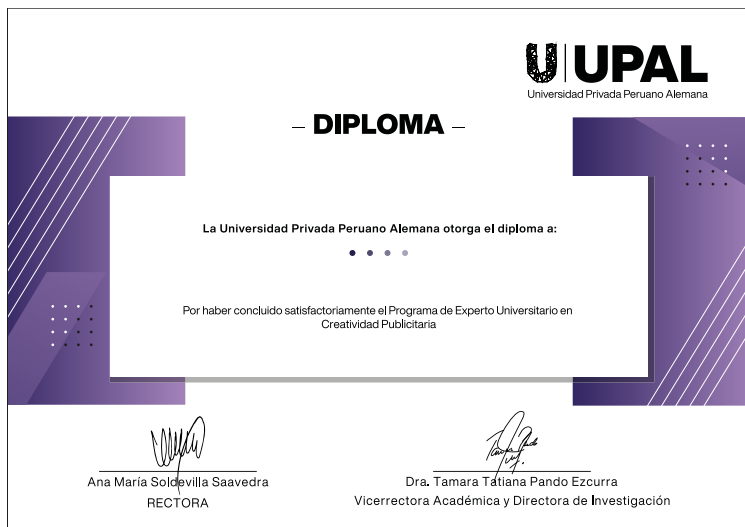 UPAL
Universidad Privada Peruano Alemana
– DIPLOMA –
La Universidad Privada Peruano Alemana otorga el diploma a:
Por haber concluido satisfactoriamente el Programa de Experto Universitario en
Creatividad Publicitaria
Ana María Soldevilla Saavedra
RECTORA
Dra. Tamara Tatiana Pando Ezcurra
Vicerrectora Académica y Directora de Investigación